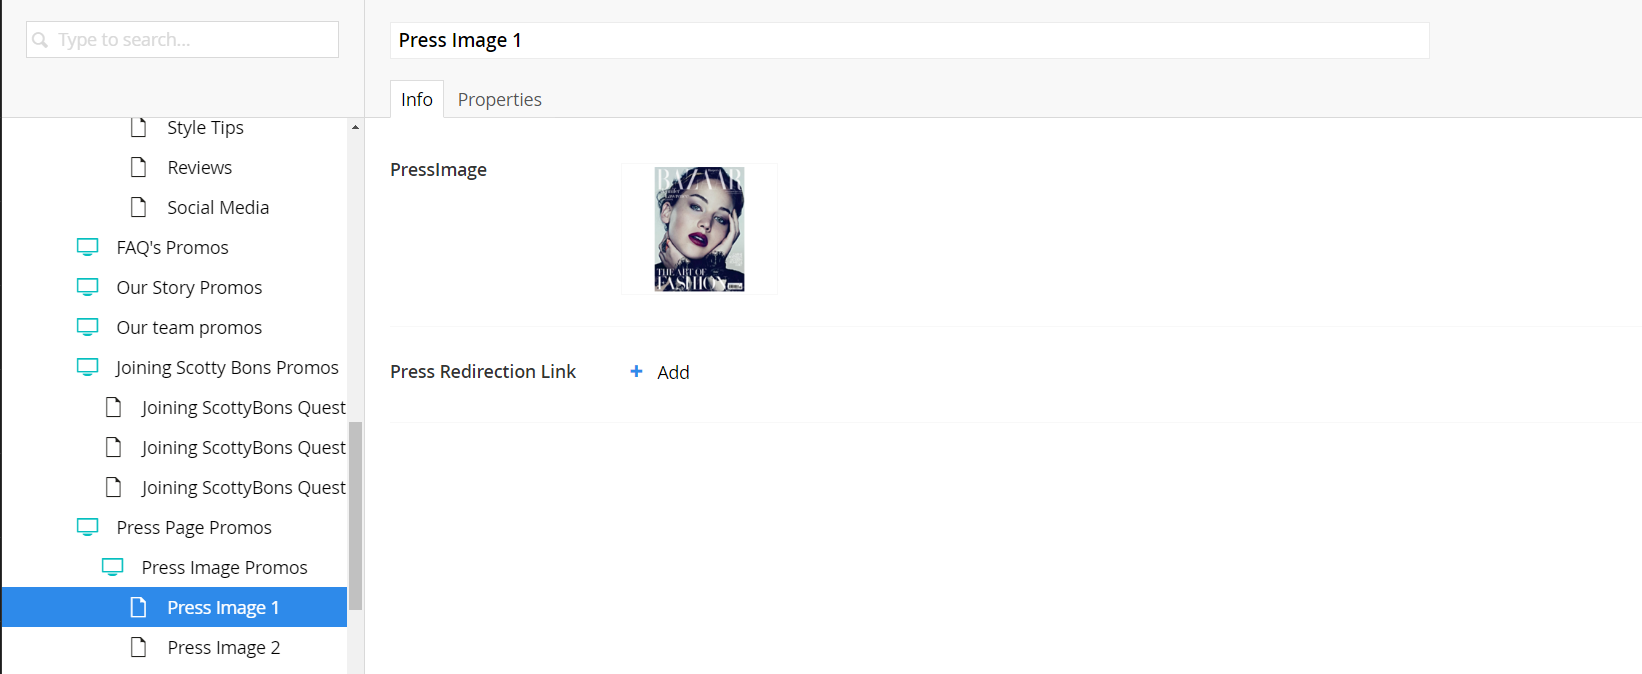 Type to search...
Press Image 1
Info
Properties
Style Tips
Reviews
Social Media
FAQ's Promos
Our Story Promos
Our team promos
Joining Scotty Bons Promos
Joining ScottyBons Quest
Joining ScottyBons Quest
Joining ScottyBons Quest
Press Page Promos
Press Image Promos
Press Image 1
Press Image 2
PressImage
BAZAAR
THE ART OF
FASHION
Press Redirection Link
+ Add